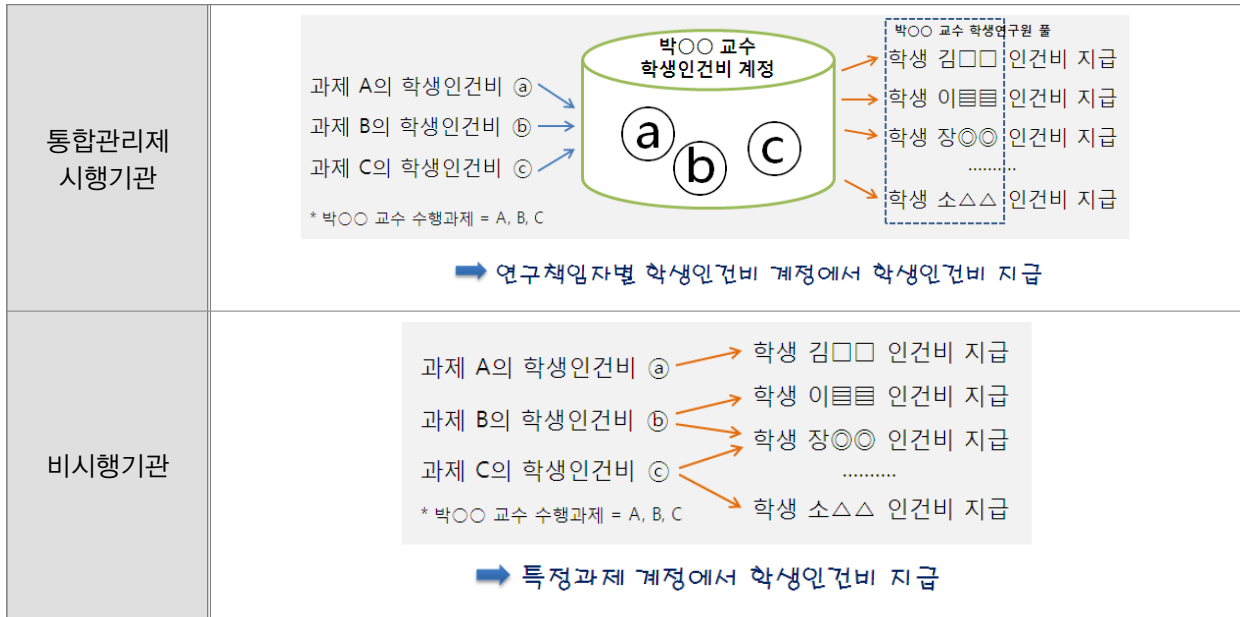 통합관리제
시행기관
과제 A의 학생인건비 ⓐ
과제 B의 학생인건비 ⓑ
과제 C의 학생인건비 ⓒ
* 박○○ 교수 수행과제 = A, B, C
박○○ 교수
학생인건비 계정
ⓐ
ⓑ
ⓒ
박○○ 교수 학생연구원 풀
학생 김□□ 인건비 지급
학생 이▤▤ 인건비 지급
학생 장◎◎ 인건비 지급
..........
학생 소△△ 인건비 지급
➡ 연구책임자별 학생인건비 계정에서 학생인건비 지급
비시행기관
과제 A의 학생인건비 ⓐ
과제 B의 학생인건비 ⓑ
과제 C의 학생인건비 ⓒ
* 박○○ 교수 수행과제 = A, B, C
학생 김□□ 인건비 지급
학생 이▤▤ 인건비 지급
학생 장◎◎ 인건비 지급
..........
학생 소△△ 인건비 지급
➡ 특정과제 계정에서 학생인건비 지급